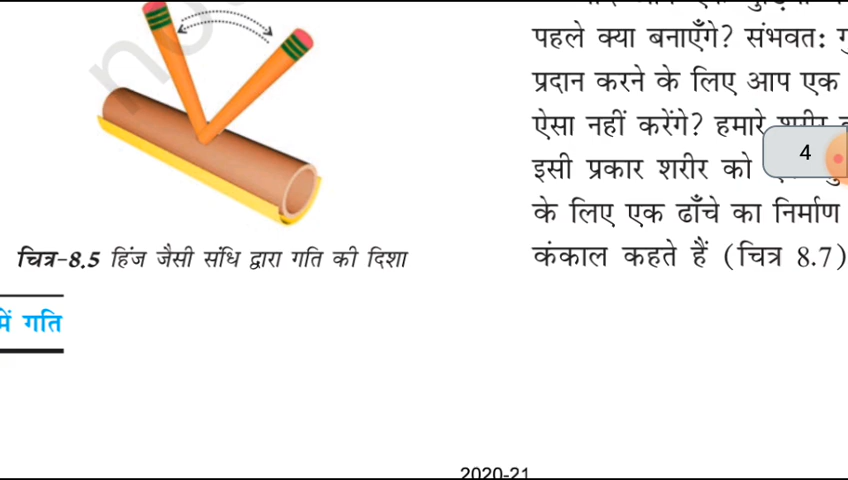 पहले क्या बनाएँगे? संभवत:
प्रदान करने के लिए आप एक
ऐसा नहीं करेंगे? हमारे
इसी प्रकार शरीर को
के लिए एक ढाँचे का निर्माण
कंकाल कहते हैं (चित्र 8.7)
4
चित्र-8.5 हिंज जैसी संधि द्वारा गति की दिशा
में गति
2020-21